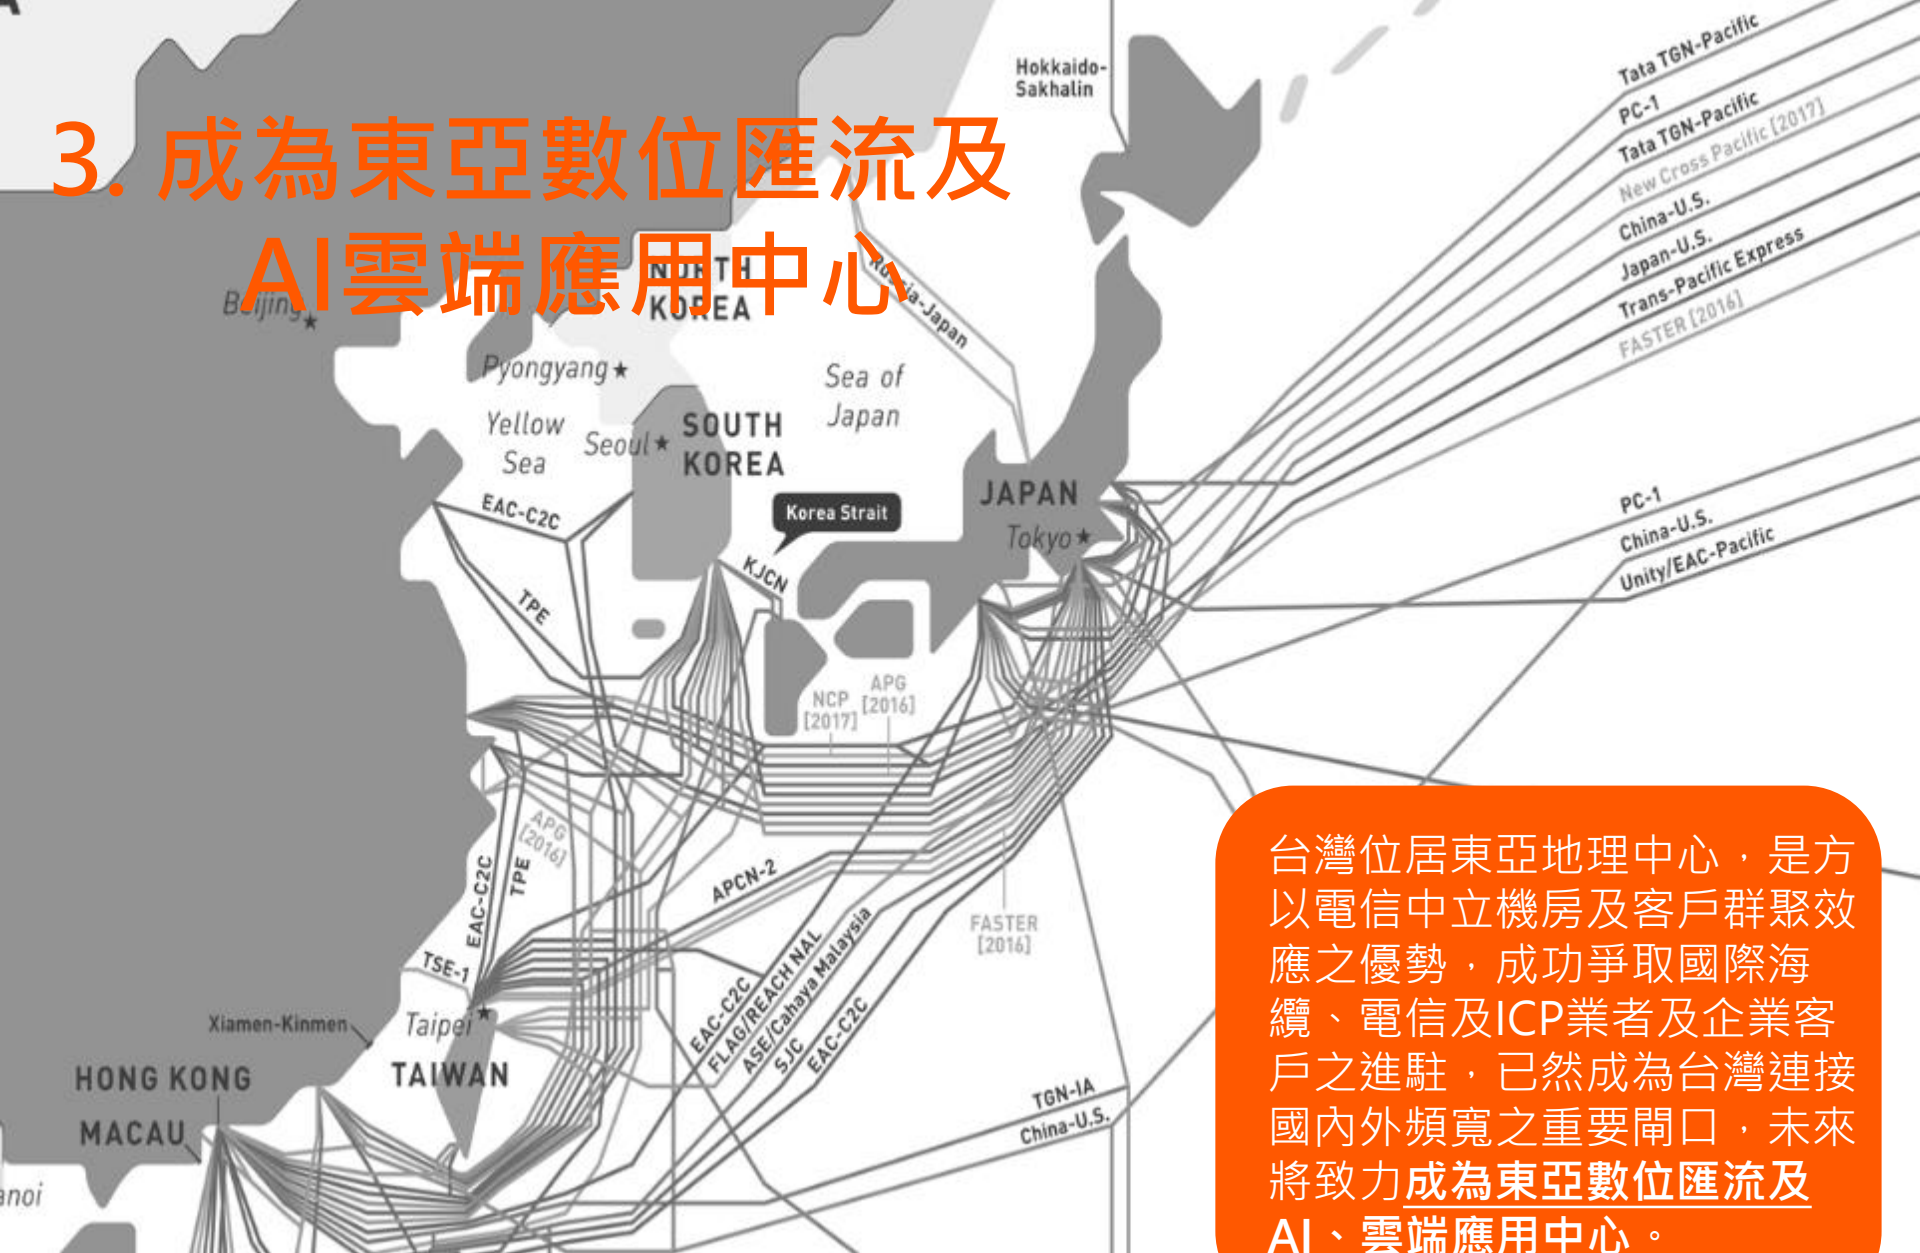 Hokkaido-
Sakhalin
Tata TGN-Pacific
PC-1
Tata TGN-Pacific
New Cross Pacific [2017]
China-U.S.
Japan-U.S.
Trans-Pacific Express
FASTER [2016]
3. 成為東亞數位匯流及
AI雲端應用中心
NORTH
KOREA
Beijing
Russia-Japan
Pyongyang
Sea of
Japan
Yellow
Sea
Seoul
SOUTH
KOREA
JAPAN
Tokyo
Korea Strait
EAC-C2C
KJCN
TPE
PC-1
China-U.S.
Unity/EAC-Pacific
NCP
[2017]
APG
[2016]
APG
[2016]
EAC-C2C
TPE
APCN-2
FASTER
[2016]
TSE-1
EAC-C2C
FLAG/REACH NAL
ASE/Cahaya Malaysia
SJC
EAC-C2C
Xiamen-Kinmen
Taipei
TAIWAN
HONG KONG
MACAU
TGN-IA
China-U.S.
台灣位居東亞地理中心，是方
以電信中立機房及客戶群聚效
應之優勢，成功爭取國際海
纜、電信及ICP業者及企業客
戶之進駐，已然成為台灣連接
國內外頻寬之重要閘口，未來
將致力成為東亞數位匯流及
AI、雲端應用中心。